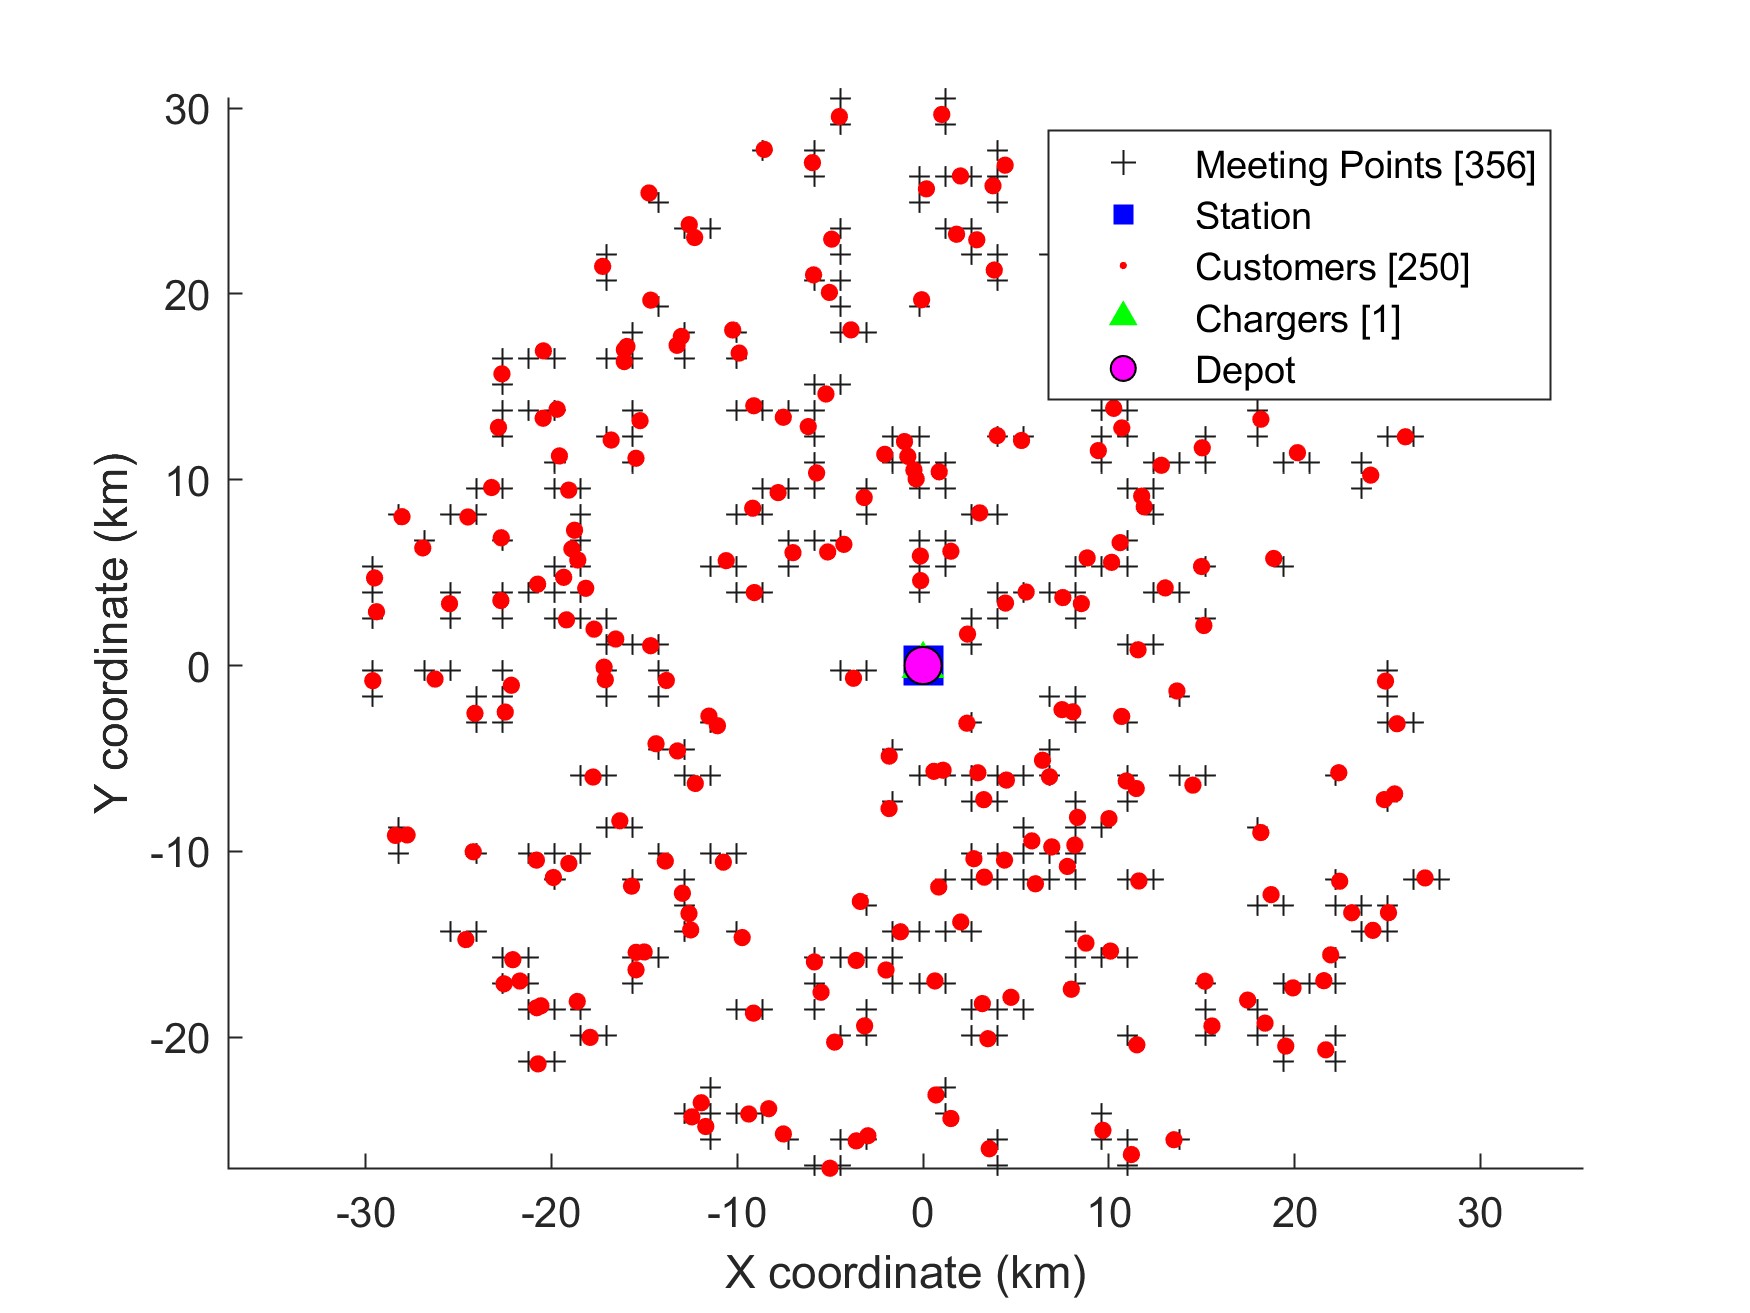 30
20
10
0
-10
-20
Y coordinate (km)
Meeting Points [356]
Station
Customers [250]
Chargers [1]
Depot
-30 -20 -10 0 10 20 30
X coordinate (km)